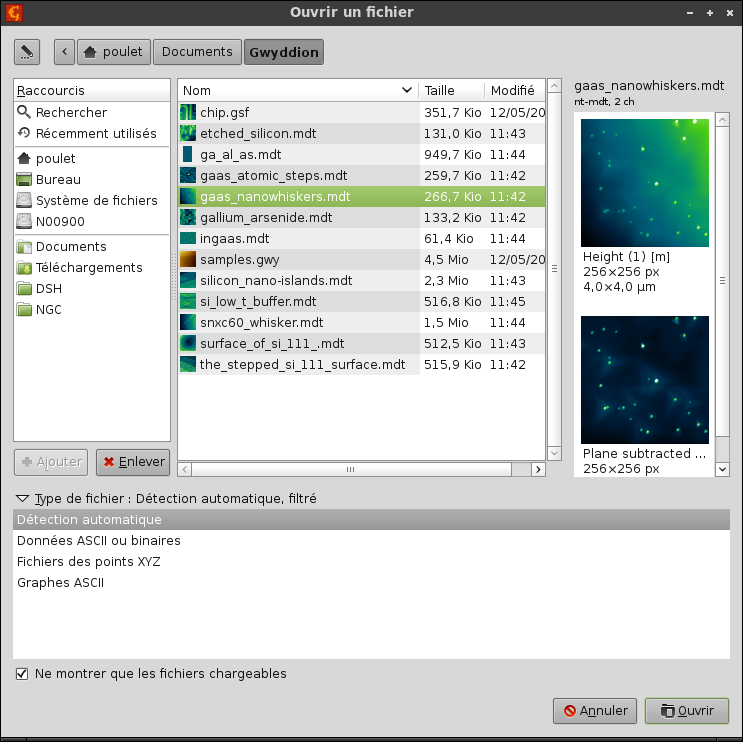 Ouvrir un fichier
poulet Documents Gwyddion
Raccourcis
Rechercher
Récemment utilisés
poulet
Bureau
Système de fichiers
N00900
Documents
Téléchargements
DSH
NGC
Ajouter Enlever
Nom Taille Modifié
chip.gsf 351,7 Kio 12/05/20
etched_silicon.mdt 131,0 Kio 11:43
ga_al_as.mdt 949,7 Kio 11:44
gaas_atomic_steps.mdt 259,7 Kio 11:42
gaas_nanowhiskers.mdt 266,7 Kio 11:42
gallium_arsenide.mdt 133,2 Kio 11:42
ingaas.mdt 61,4 Kio 11:44
samples.gwy 4,5 Mio 12/05/20
silicon_nano-islands.mdt 2,3 Mio 11:43
si_low_t_buffer.mdt 516,8 Kio 11:45
snxc60_whisker.mdt 1,5 Mio 11:44
surface_of_si_111_.mdt 512,5 Kio 11:43
the_stepped_si_111_surface.mdt 515,9 Kio 11:42
gaas_nanowhiskers.mdt
nt-mdt, 2 ch
Height (1) [m]
256×256 px
4,0×4,0 μm
Plane subtracted ...
256×256 px
Type de fichier : Détection automatique, filtré
Détection automatique
Données ASCII ou binaires
Fichiers des points XYZ
Graphes ASCII
Ne montrer que les fichiers chargeables
Annuler Ouvrir